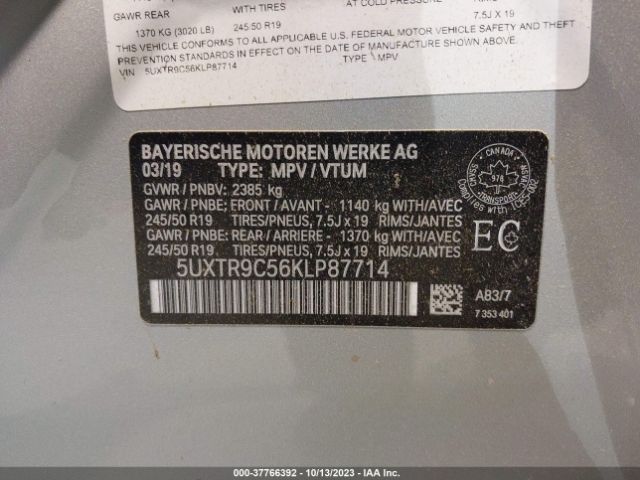 GAWR REAR WITH TIRES AT COLD PRESSURE
1370 KG (3020 LB) 245/50 R19 7.5J X 19
THIS VEHICLE CONFORMS TO ALL APPLICABLE U.S. FEDERAL MOTOR VEHICLE SAFETY AND THEFT
PREVENTION STANDARDS IN EFFECT ON THE DATE OF MANUFACTURE SHOWN ABOVE.
VIN 5UXTR9C56KLP87714 TYPE MPV
BAYERISCHE MOTOREN WERKE AG
03/19 TYPE: MPV / VTUM
GVWR / PNBV: 2385 kg
GAWR / PNBE: FRONT / AVANT - 1140 kg WITH/AVEC
245/50 R19 TIRES/PNEUS, 7.5J x 19 RIMS/JANTES
GAWR / PNBE: REAR / ARRIERE - 1370 kg WITH/AVEC
245/50 R19 TIRES/PNEUS, 7.5J x 19 RIMS/JANTES
5UXTR9C56KLP87714
CANADA
978
TRANSPORT
EC
A83/7
7 353 401
000-37766392 - 10/13/2023 - IAA Inc.